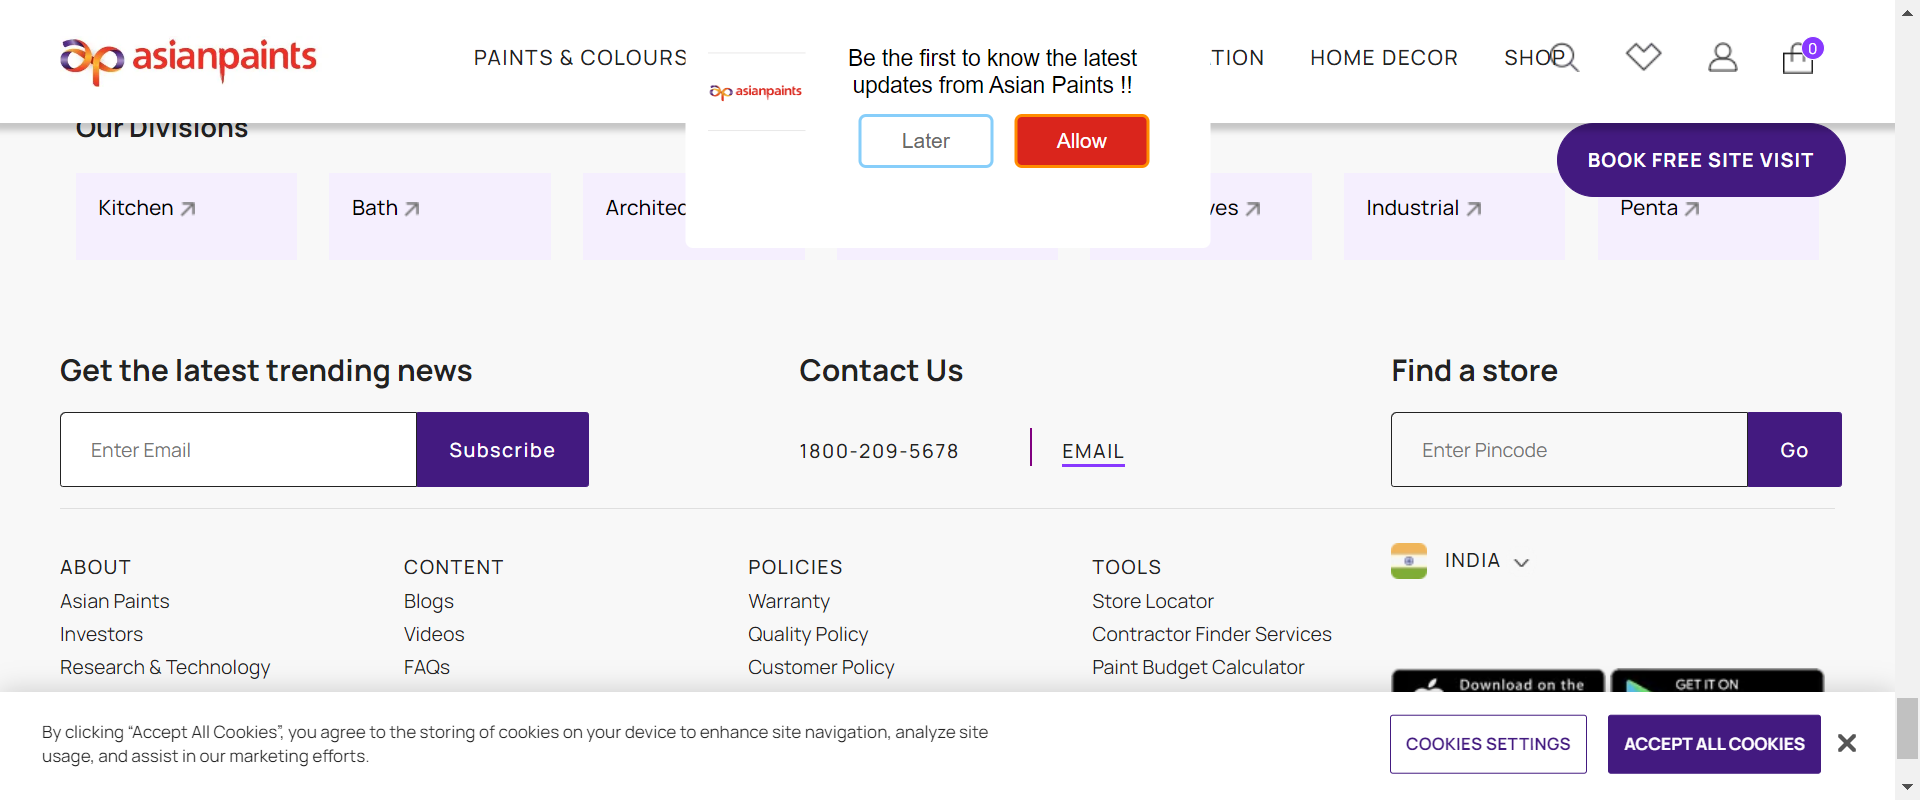 asianpaints
PAINTS & COLOURS
TION
HOME DECOR
SHOP
0
asianpaints
Be the first to know the latest
updates from Asian Paints !!
Later
Allow
Our Divisions
BOOK FREE SITE VISIT
Kitchen
Bath
Architec
ves
Industrial
Penta
Get the latest trending news
Contact Us
Find a store
Enter Email
Subscribe
1800-209-5678
EMAIL
Enter Pincode
Go
ABOUT
Asian Paints
Investors
Research & Technology
CONTENT
Blogs
Videos
FAQs
POLICIES
Warranty
Quality Policy
Customer Policy
TOOLS
Store Locator
Contractor Finder Services
Paint Budget Calculator
INDIA
Download on the
GET IT ON
By clicking “Accept All Cookies”, you agree to the storing of cookies on your device to enhance site navigation, analyze site
usage, and assist in our marketing efforts.
COOKIES SETTINGS
ACCEPT ALL COOKIES